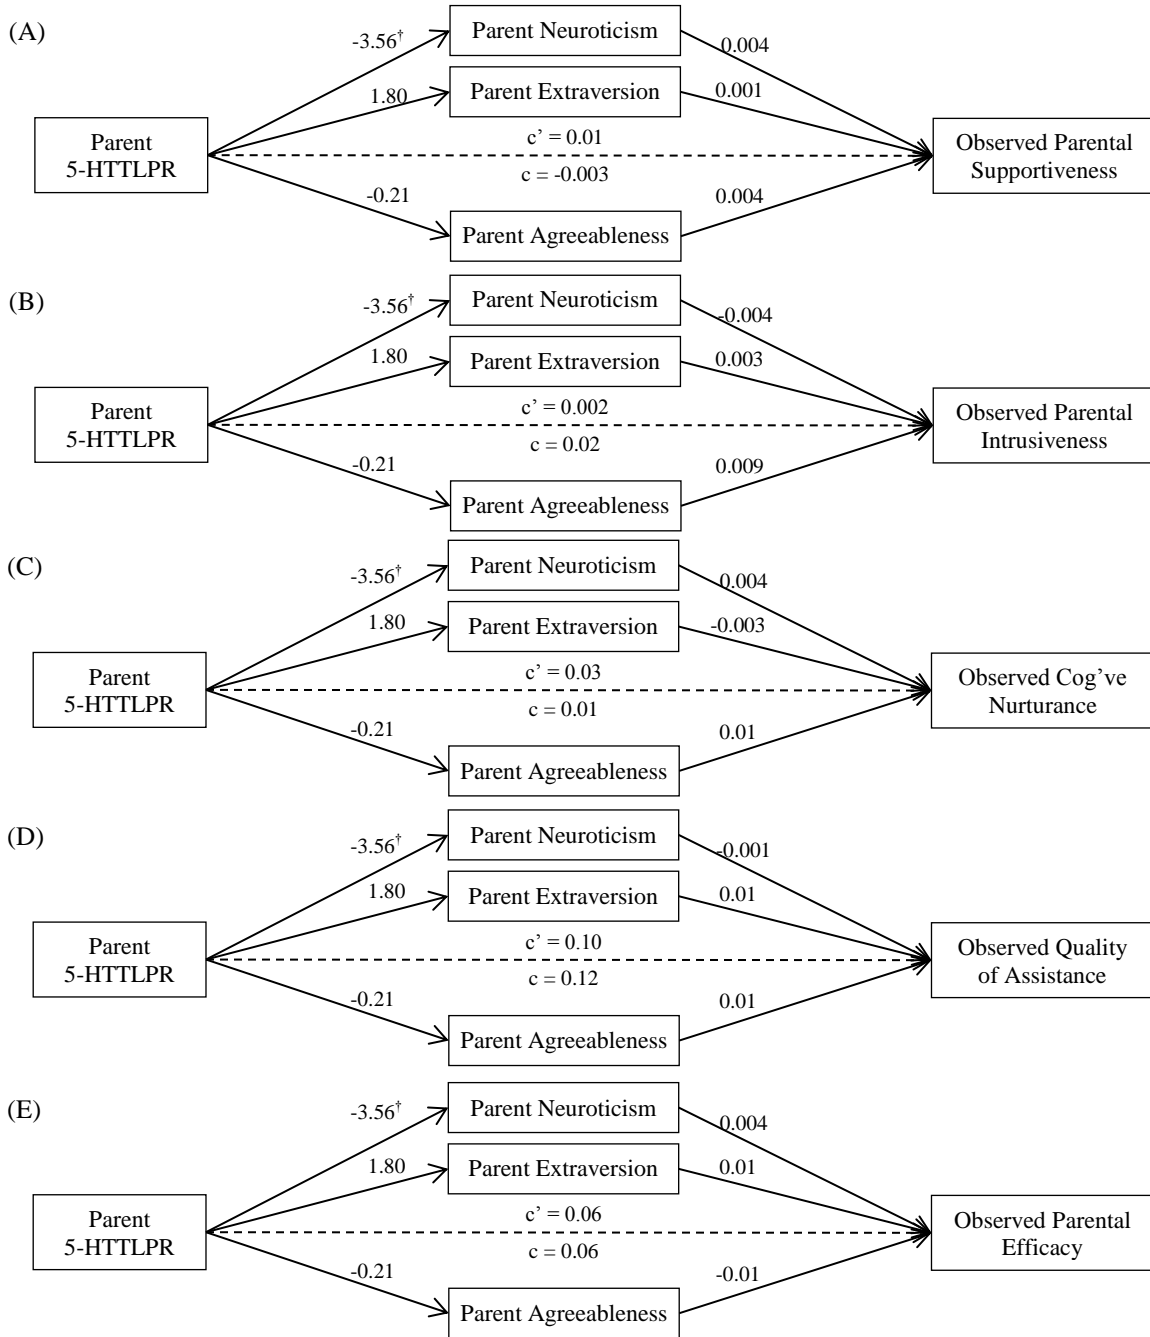 (A)
-3.56†
Parent Neuroticism
0.004
1.80
Parent Extraversion
0.001
Parent
5-HTTLPR
c’ = 0.01
c = -0.003
Observed Parental
Supportiveness
-0.21
Parent Agreeableness
0.004
(B)
-3.56†
Parent Neuroticism
-0.004
1.80
Parent Extraversion
0.003
Parent
5-HTTLPR
c’ = 0.002
c = 0.02
Observed Parental
Intrusiveness
-0.21
Parent Agreeableness
0.009
(C)
-3.56†
Parent Neuroticism
0.004
1.80
Parent Extraversion
-0.003
Parent
5-HTTLPR
c’ = 0.03
c = 0.01
Observed Cog’ve
Nurturance
-0.21
Parent Agreeableness
0.01
(D)
-3.56†
Parent Neuroticism
-0.001
1.80
Parent Extraversion
0.01
Parent
5-HTTLPR
c’ = 0.10
c = 0.12
Observed Quality
of Assistance
-0.21
Parent Agreeableness
0.01
(E)
-3.56†
Parent Neuroticism
0.004
1.80
Parent Extraversion
0.01
Parent
5-HTTLPR
c’ = 0.06
c = 0.06
Observed Parental
Efficacy
-0.21
Parent Agreeableness
-0.01